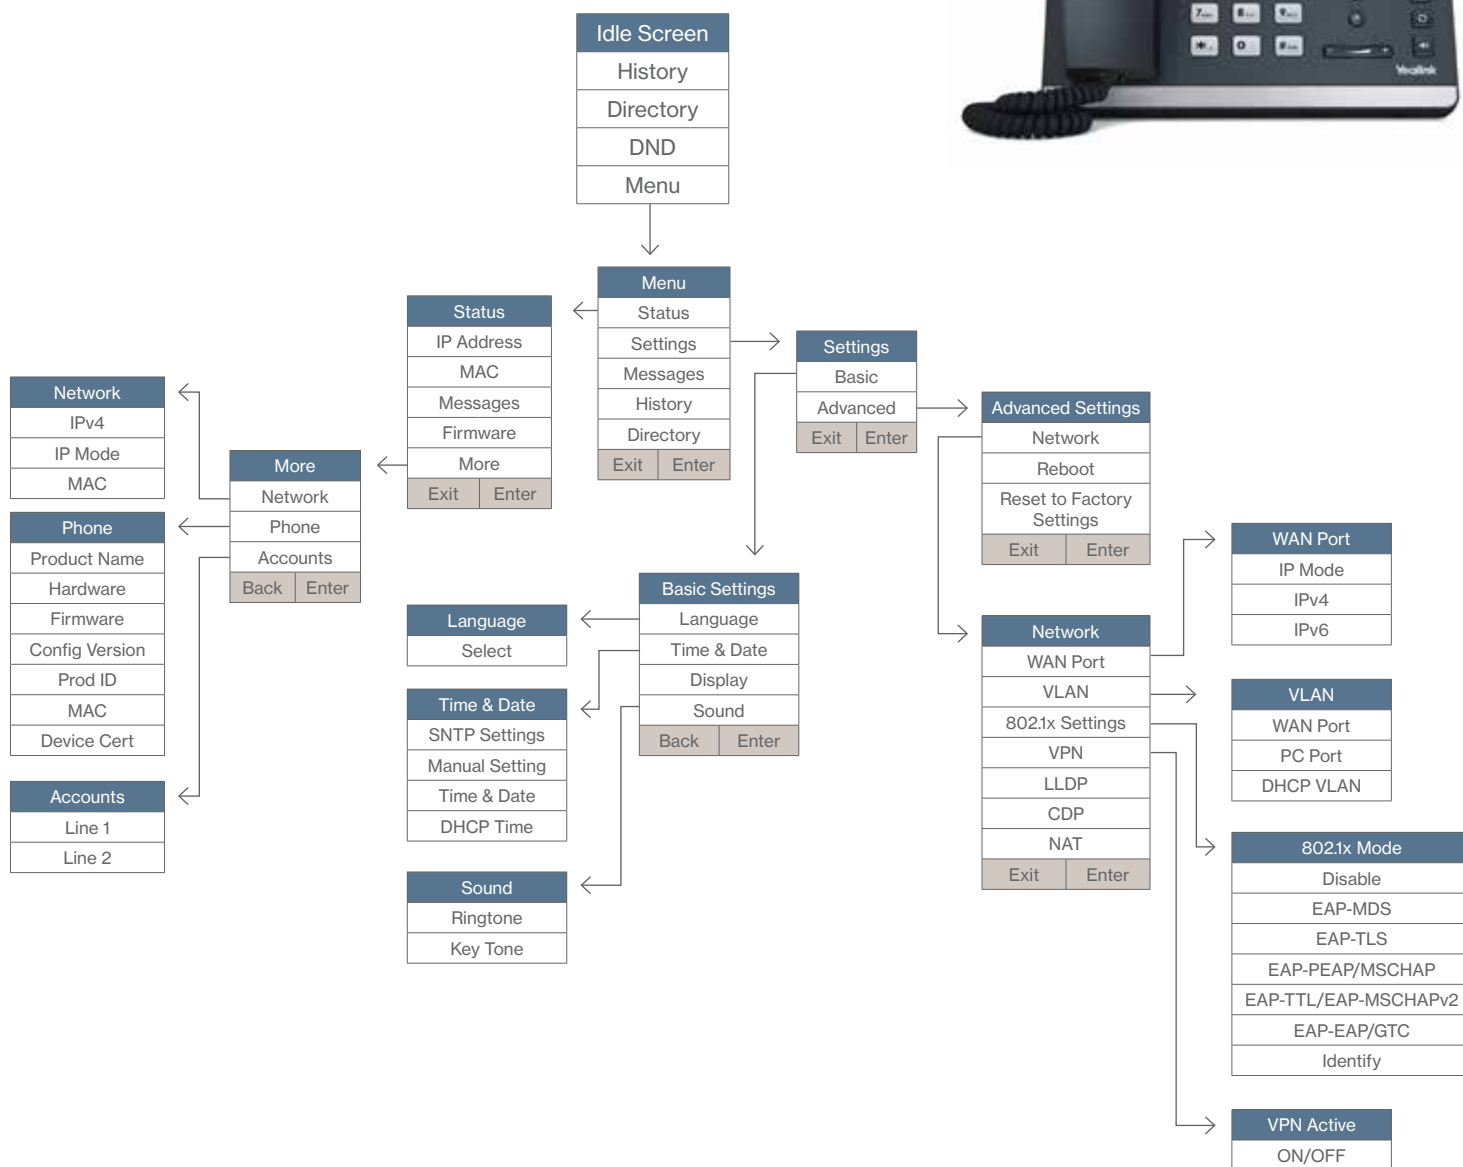 Idle Screen
History
Directory
DND
Menu
7
8
9
*
0
#
Yealink
Menu
Status
Settings
Messages
History
Directory
Exit Enter
Status
IP Address
MAC
Messages
Firmware
More
Exit Enter
Settings
Basic
Advanced
Exit Enter
Network
IPv4
IP Mode
MAC
More
Network
Phone
Accounts
Back Enter
Phone
Product Name
Hardware
Firmware
Config Version
Prod ID
MAC
Device Cert
Accounts
Line 1
Line 2
Advanced Settings
Network
Reboot
Reset to Factory
Settings
Exit Enter
Basic Settings
Language
Time & Date
Display
Sound
Back Enter
Language
Select
Time & Date
SNTP Settings
Manual Setting
Time & Date
DHCP Time
Sound
Ringtone
Key Tone
Network
WAN Port
VLAN
802.1x Settings
VPN
LLDP
CDP
NAT
Exit Enter
WAN Port
IP Mode
IPv4
IPv6
VLAN
WAN Port
PC Port
DHCP VLAN
802.1x Mode
Disable
EAP-MDS
EAP-TLS
EAP-PEAP/MSCHAP
EAP-TTL/EAP-MSCHAPv2
EAP-EAP/GTC
Identify
VPN Active
ON/OFF